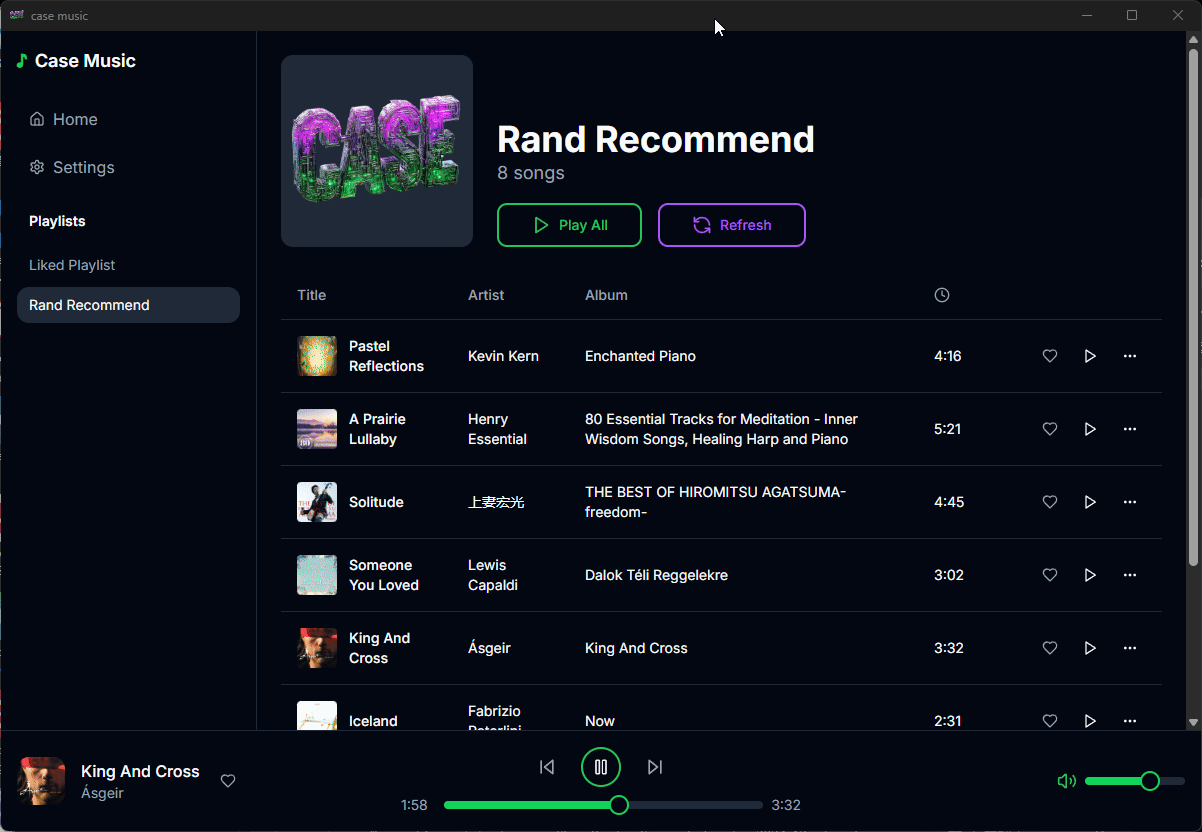 case music
Case Music
Home
Settings
Playlists
Liked Playlist
Rand Recommend
CASE
Rand Recommend
8 songs
Play All
Refresh
Title Artist Album
Pastel
Reflections
Kevin Kern
Enchanted Piano
4:16
A Prairie
Lullaby
Henry
Essential
80 Essential Tracks for Meditation - Inner
Wisdom Songs, Healing Harp and Piano
5:21
Solitude
上妻宏光
THE BEST OF HIROMITSU AGATSUMA-
freedom-
4:45
Someone
You Loved
Lewis
Capaldi
Dalok Téli Reggelekre
3:02
King And
Cross
Ásgeir
King And Cross
3:32
Iceland
Fabrizio
Now
2:31
King And Cross
Ásgeir
1:58
3:32